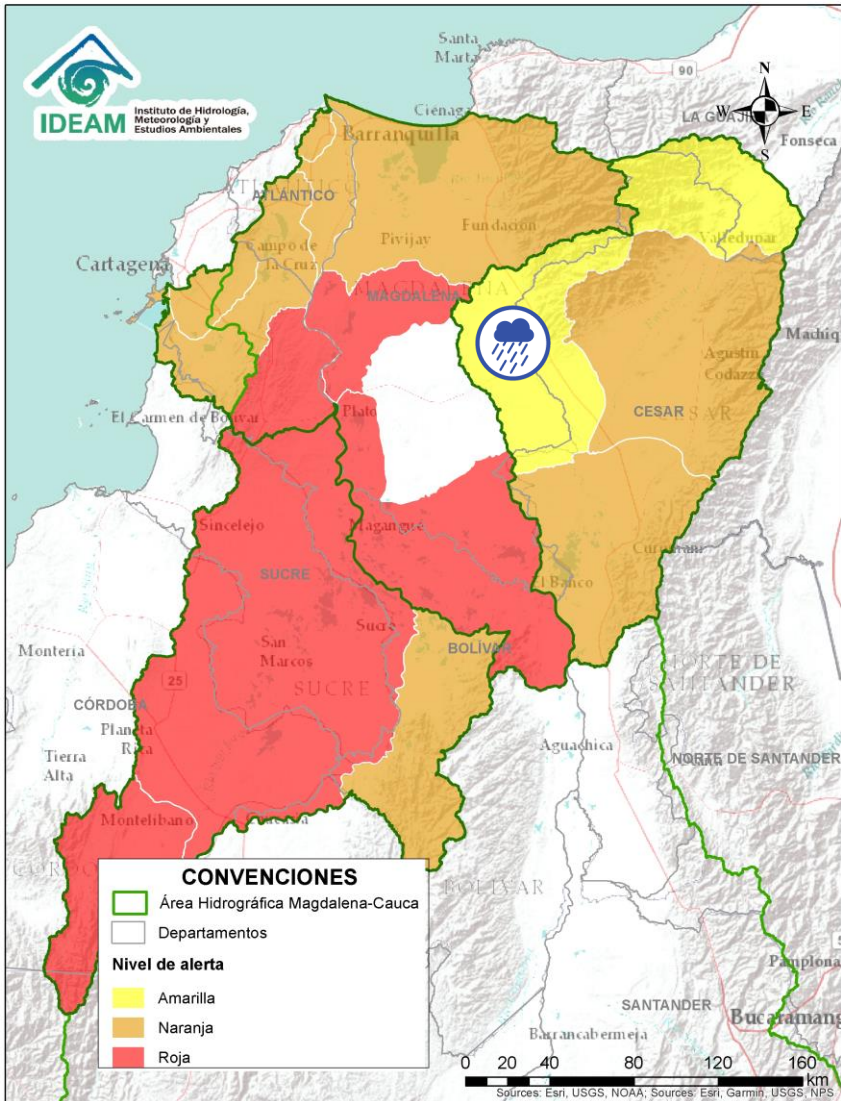 IDEAM
Instituto de Hidrología,
Meteorología y
Estudios Ambientales
Santa
Marta
90
N
E
S
LA GUAJI
Ciénaga
Fonseca
Barranquilla
ATLÁNTICO
Valledupar
Campo de
la Cruz
Pivijay
Fundación
Cartagena
MAGDALENA
Machiq
Agustín
Codazzi
El Carmen de Bolívar
Plato
CESAR
Sincelejo
Magangué
SUCRE
El Banco
Sucre
Montería
San
Marcos
BOLÍVAR
NORTE DE
SANTANDER
25
SUCRE
CÓRDOBA
Planeta
Rica
Tierra
Alta
Aguachica
NORTE DE SANTANDER
Montelíbano
BOLÍVAR
CONVENCIONES
Área Hidrográfica Magdalena-Cauca
Departamentos
Nivel de alerta
Amarilla
Naranja
Roja
Pamplona
SANTANDER
Bucaramang
Barrancabermeja
0 20 40 80 120 160
km
Sources: Esri, USGS, NOAA; Sources: Esri, Garmin, USGS, NPS